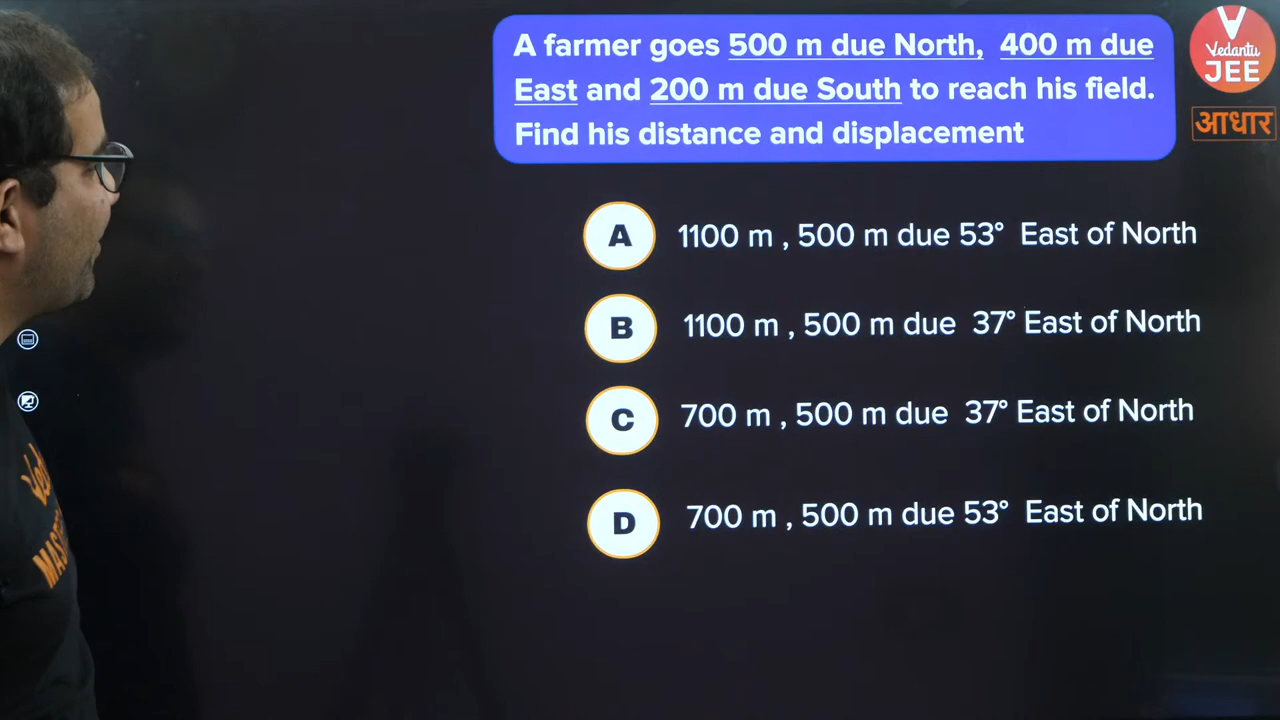 A farmer goes 500 m due North, 400 m due
East and 200 m due South to reach his field.
Find his distance and displacement
Vedantu
JEE
आधार
A 1100 m , 500 m due 53° East of North
B 1100 m , 500 m due 37° East of North
C 700 m , 500 m due 37° East of North
D 700 m , 500 m due 53° East of North